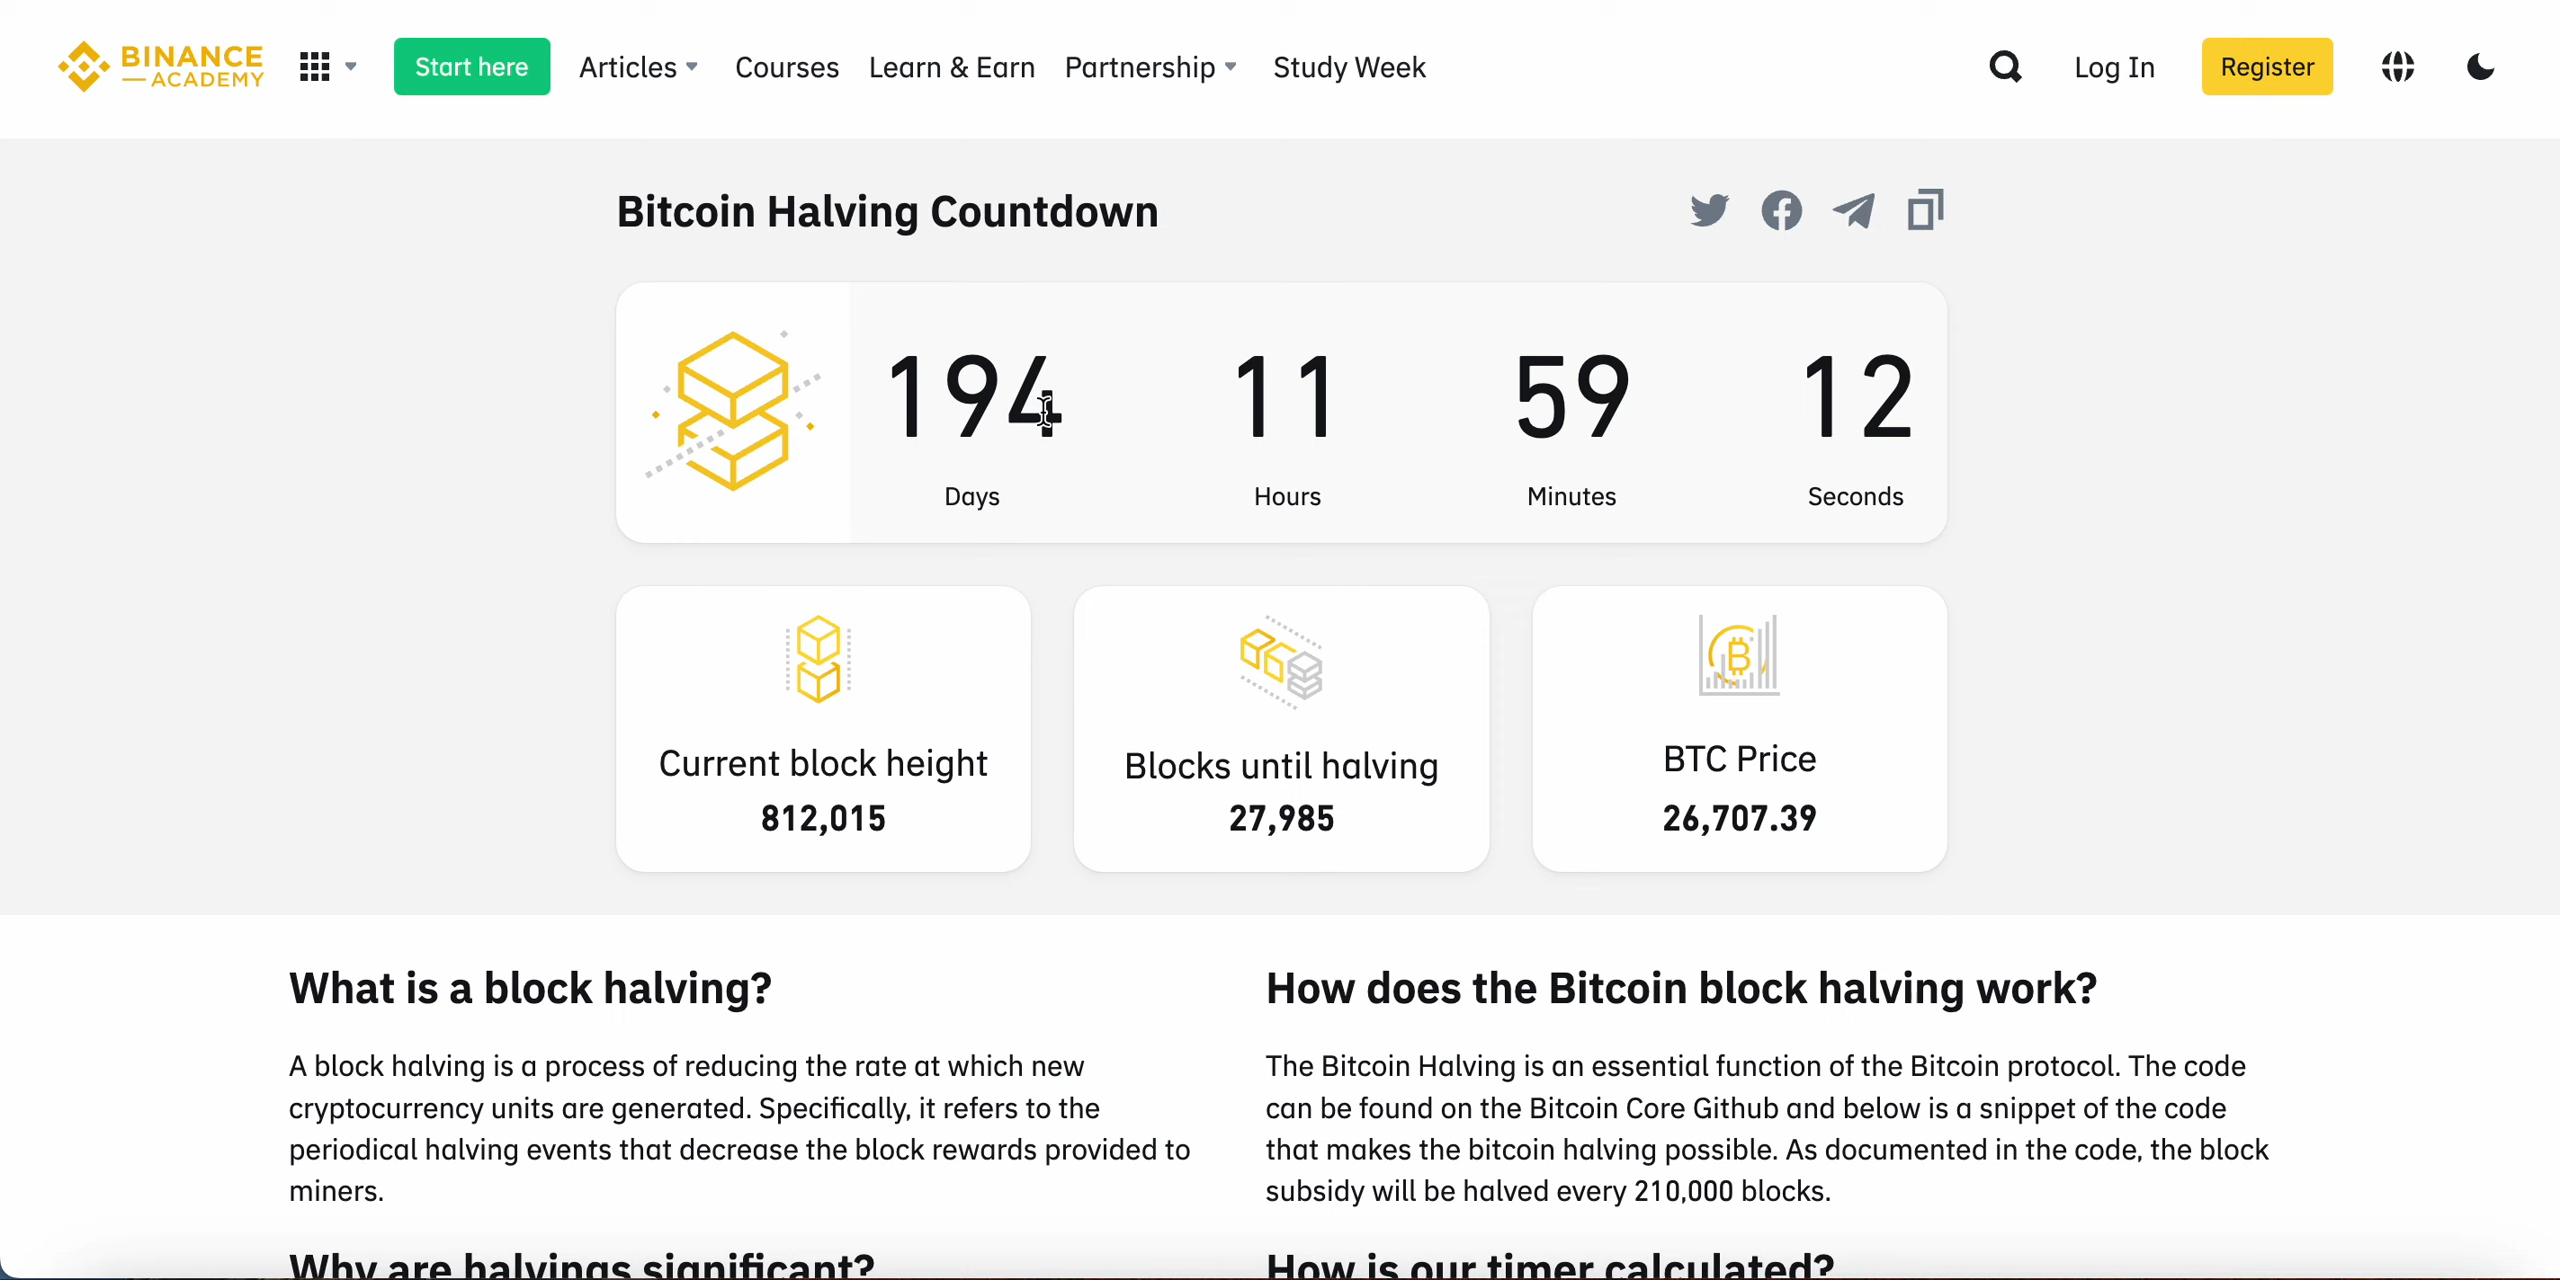 BINANCE
ACADEMY
Start here
Articles
Courses
Learn & Earn
Partnership
Study Week
Log In
Register
Bitcoin Halving Countdown
194 11 59 12
Days Hours Minutes Seconds
Current block height
812,015
Blocks until halving
27,985
BTC Price
26,707.39
What is a block halving?
A block halving is a process of reducing the rate at which new
cryptocurrency units are generated. Specifically, it refers to the
periodical halving events that decrease the block rewards provided to
miners.
How does the Bitcoin block halving work?
The Bitcoin Halving is an essential function of the Bitcoin protocol. The code
can be found on the Bitcoin Core Github and below is a snippet of the code
that makes the bitcoin halving possible. As documented in the code, the block
subsidy will be halved every 210,000 blocks.
Why are halvings significant?
How is our timer calculated?